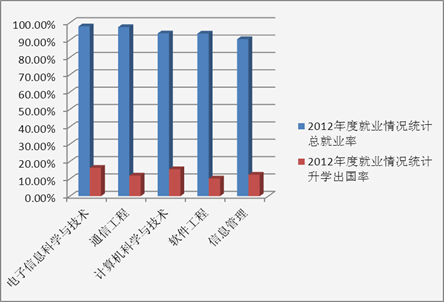 100.00%
90.00%
80.00%
70.00%
60.00%
50.00%
40.00%
30.00%
20.00%
10.00%
0.00%
电子信息科学与技术
通信工程
计算机科学与技术
软件工程
信息管理
2012年度就业情况统计
总就业率
2012年度就业情况统计
升学出国率